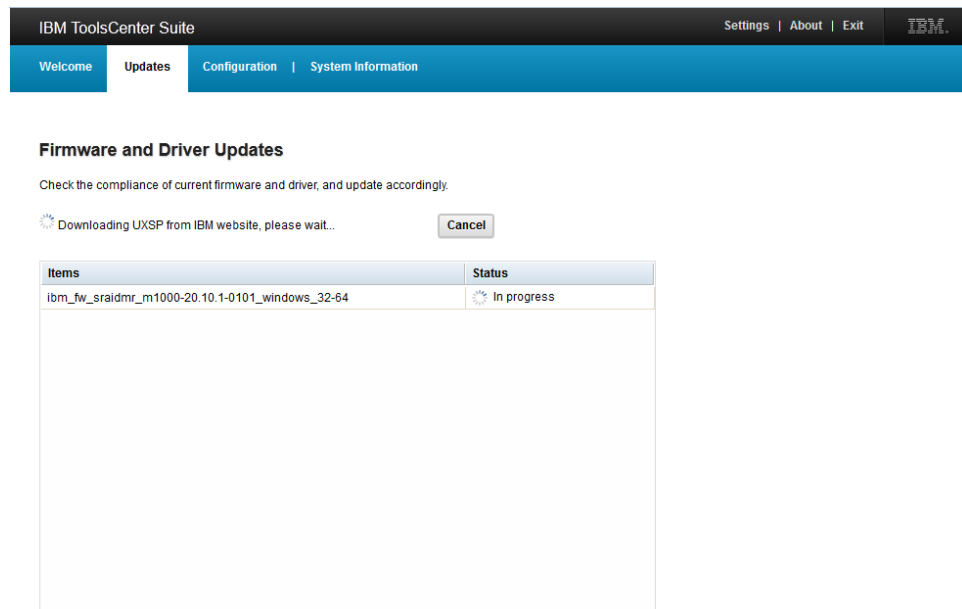 IBM ToolsCenter Suite
Settings | About | Exit
IBM.
Welcome
Updates
Configuration | System Information
Firmware and Driver Updates
Check the compliance of current firmware and driver, and update accordingly.
Downloading UXSP from IBM website, please wait...
Cancel
Items Status
ibm_fw_sraidmr_m1000-20.10.1-0101_windows_32-64 In progress